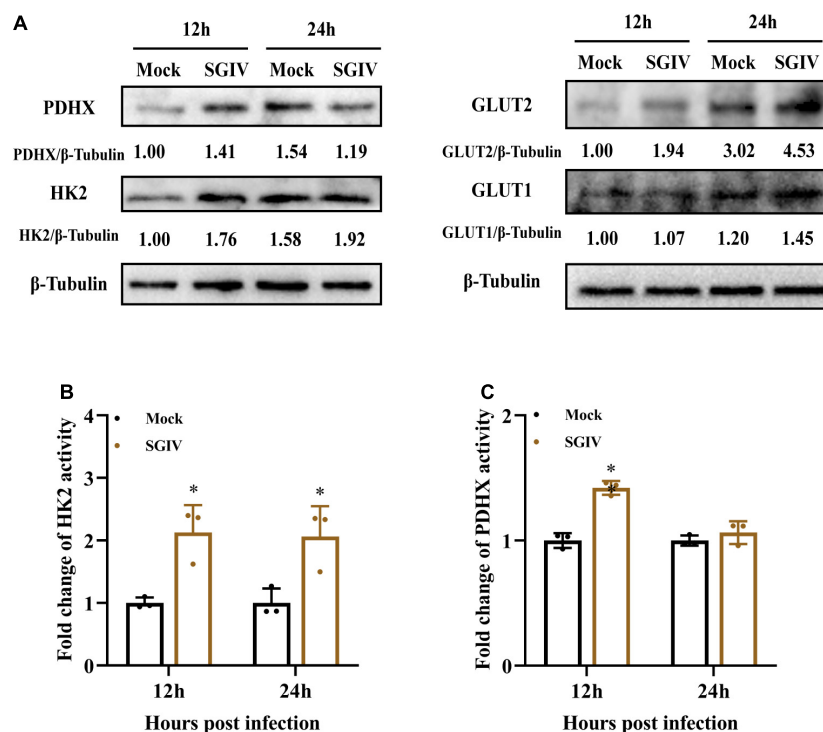 A
12h 24h
Mock SGIV Mock SGIV
PDHX
PDHX/β-Tubulin 1.00 1.41 1.54 1.19
HK2
HK2/β-Tubulin 1.00 1.76 1.58 1.92
β-Tubulin
12h 24h
Mock SGIV Mock SGIV
GLUT2
GLUT2/β-Tubulin 1.00 1.94 3.02 4.53
GLUT1
GLUT1/β-Tubulin 1.00 1.07 1.20 1.45
β-Tubulin
B
Fold change of HK2 activity
4
3
2
1
0
Mock
SGIV
* *
12h 24h
Hours post infection
C
Fold change of PDHX activity
2
1
0
Mock
SGIV
*
*
12h 24h
Hours post infection